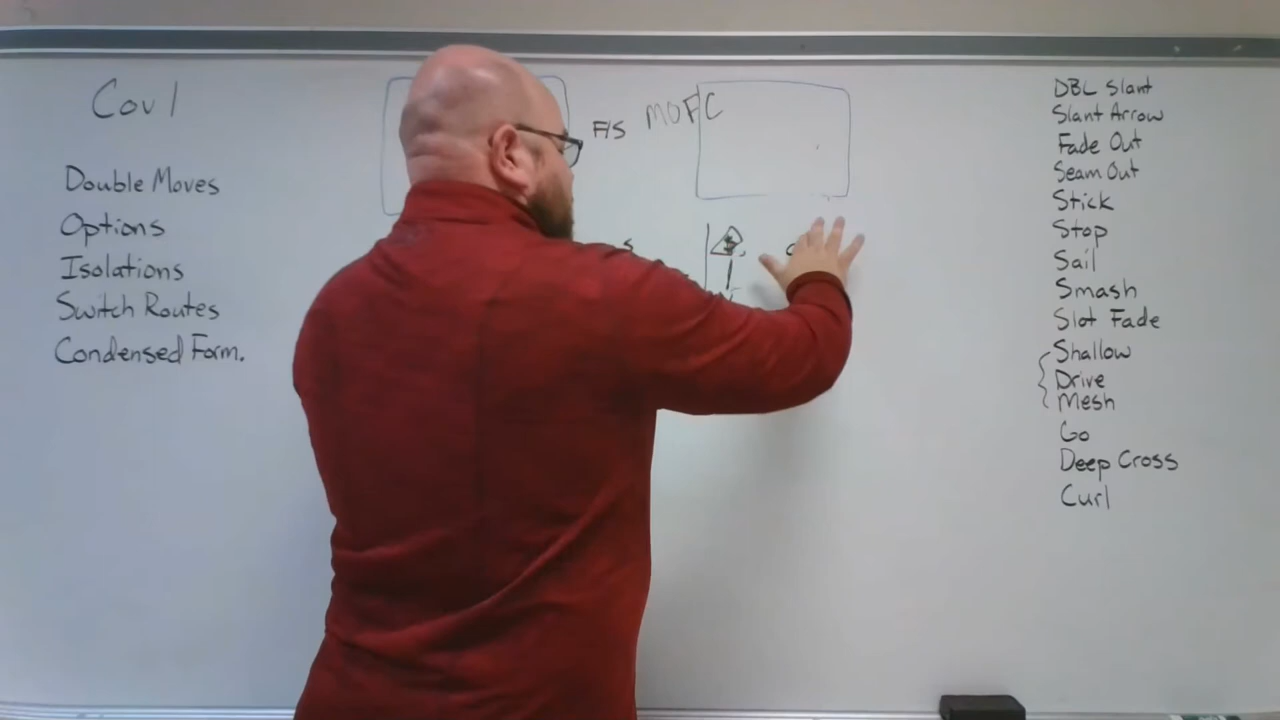 Cov 1
Double Moves
Options
Isolations
Switch Routes
Condensed Form.
F/S
MOFC
S
DBL Slant
Slant Arrow
Fade Out
Seam Out
Stick
Stop
Sail
Smash
Slot Fade
Shallow
Drive
Mesh
Go
Deep Cross
Curl